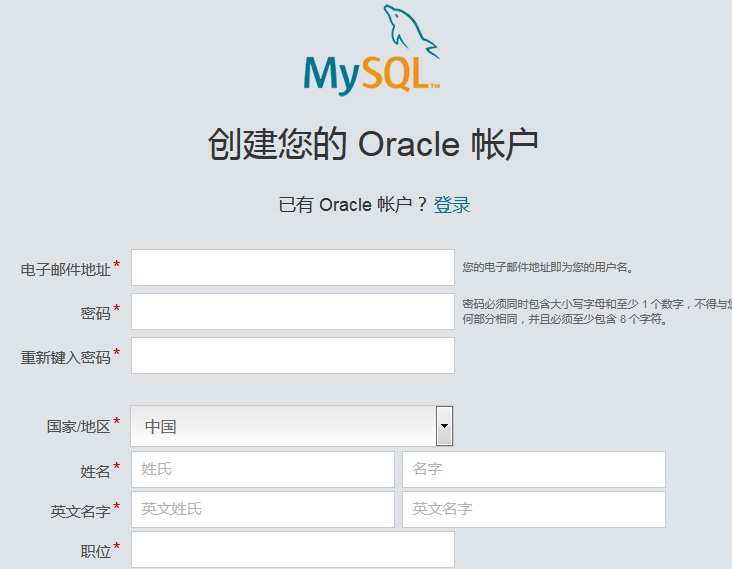 MySQL™
创建您的 Oracle 帐户
已有 Oracle 帐户？登录
电子邮件地址*
您的电子邮件地址即为您的用户名。
密码*
密码必须同时包含大小写字母和至少 1 个数字，不得与
何部分相同，并且必须至少包含 8 个字符。
重新键入密码*
国家/地区* 中国
姓名* 姓氏 名字
英文名字* 英文姓氏 英文名字
职位*